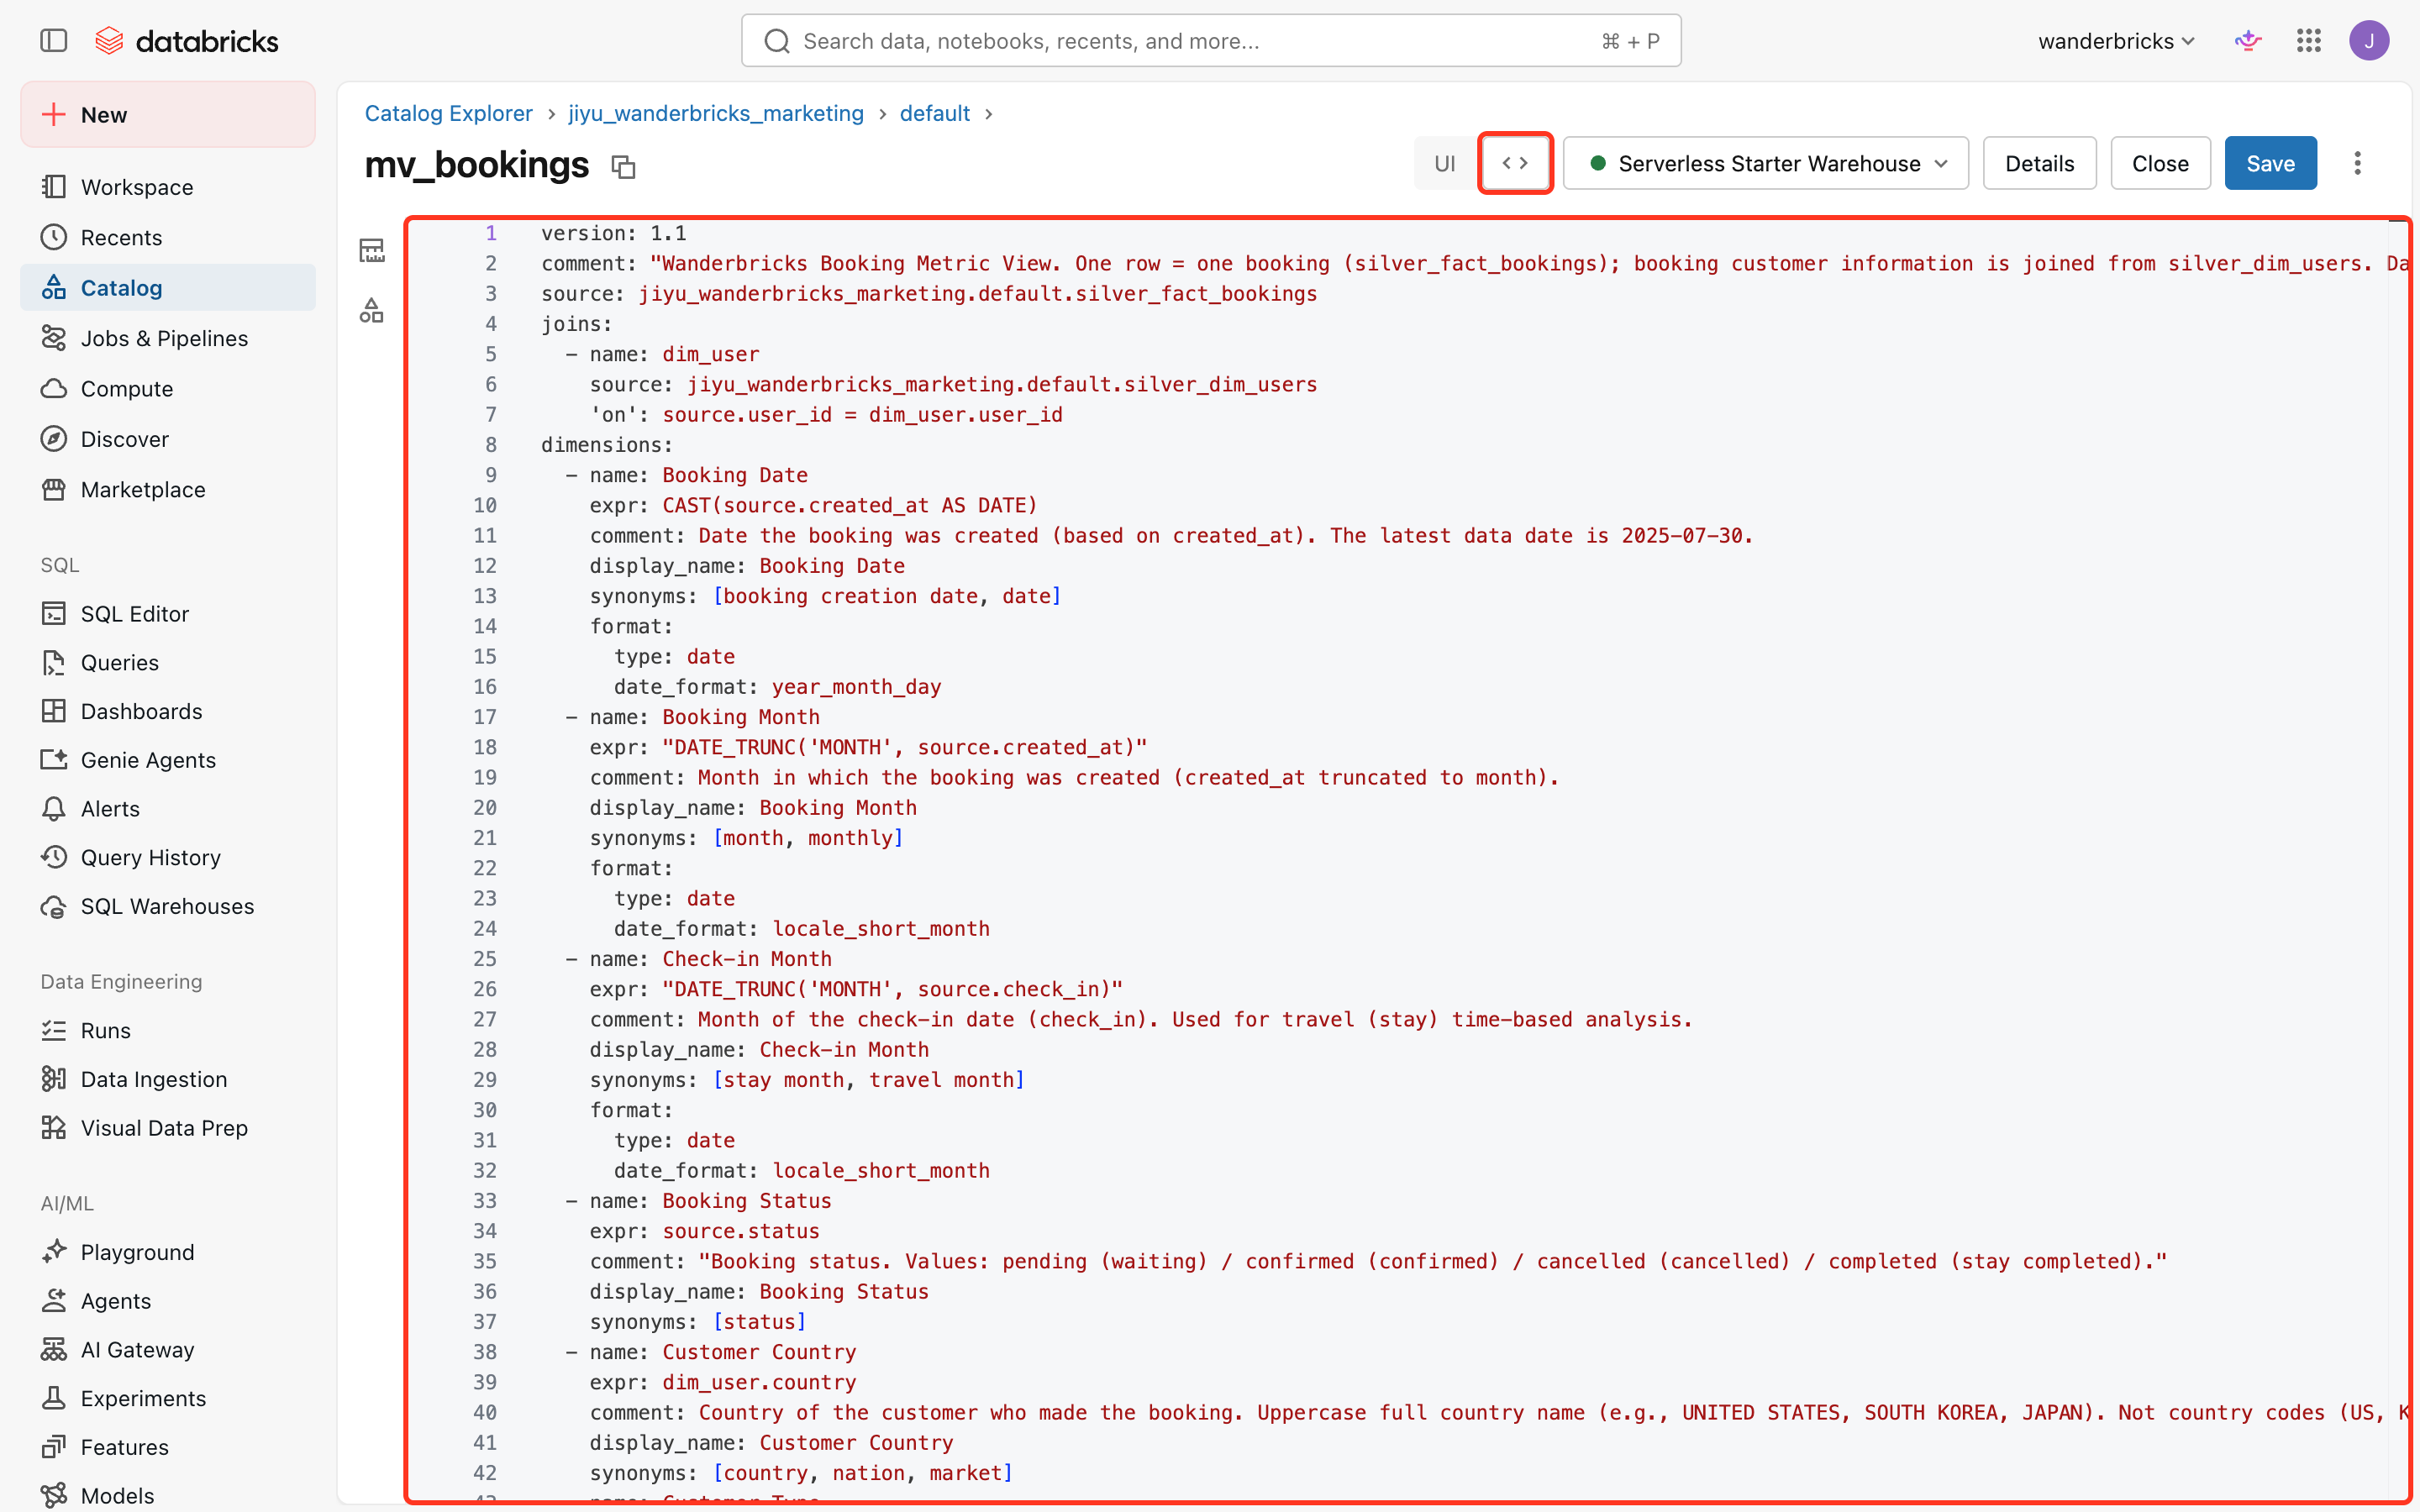 databricks
Search data, notebooks, recents, and more...
⌘ + P
wanderbricks
J
New
Workspace
Recents
Catalog
Jobs & Pipelines
Compute
Discover
Marketplace
SQL
SQL Editor
Queries
Dashboards
Genie Agents
Alerts
Query History
SQL Warehouses
Data Engineering
Runs
Data Ingestion
Visual Data Prep
AI/ML
Playground
Agents
AI Gateway
Experiments
Features
Models
Catalog Explorer > jiyu_wanderbricks_marketing > default >
mv_bookings
UI
< >
Serverless Starter Warehouse
Details
Close
Save
1 version: 1.1
2 comment: "Wanderbricks Booking Metric View. One row = one booking (silver_fact_bookings); booking customer information is joined from silver_dim_users. Da
3 source: jiyu_wanderbricks_marketing.default.silver_fact_bookings
4 joins:
5 - name: dim_user
6 source: jiyu_wanderbricks_marketing.default.silver_dim_users
7 'on': source.user_id = dim_user.user_id
8 dimensions:
9 - name: Booking Date
10 expr: CAST(source.created_at AS DATE)
11 comment: Date the booking was created (based on created_at). The latest data date is 2025-07-30.
12 display_name: Booking Date
13 synonyms: [booking creation date, date]
14 format:
15 type: date
16 date_format: year_month_day
17 - name: Booking Month
18 expr: "DATE_TRUNC('MONTH', source.created_at)"
19 comment: Month in which the booking was created (created_at truncated to month).
20 display_name: Booking Month
21 synonyms: [month, monthly]
22 format:
23 type: date
24 date_format: locale_short_month
25 - name: Check-in Month
26 expr: "DATE_TRUNC('MONTH', source.check_in)"
27 comment: Month of the check-in date (check_in). Used for travel (stay) time-based analysis.
28 display_name: Check-in Month
29 synonyms: [stay month, travel month]
30 format:
31 type: date
32 date_format: locale_short_month
33 - name: Booking Status
34 expr: source.status
35 comment: "Booking status. Values: pending (waiting) / confirmed (confirmed) / cancelled (cancelled) / completed (stay completed)."
36 display_name: Booking Status
37 synonyms: [status]
38 - name: Customer Country
39 expr: dim_user.country
40 comment: Country of the customer who made the booking. Uppercase full country name (e.g., UNITED STATES, SOUTH KOREA, JAPAN). Not country codes (US, K
41 display_name: Customer Country
42 synonyms: [country, nation, market]